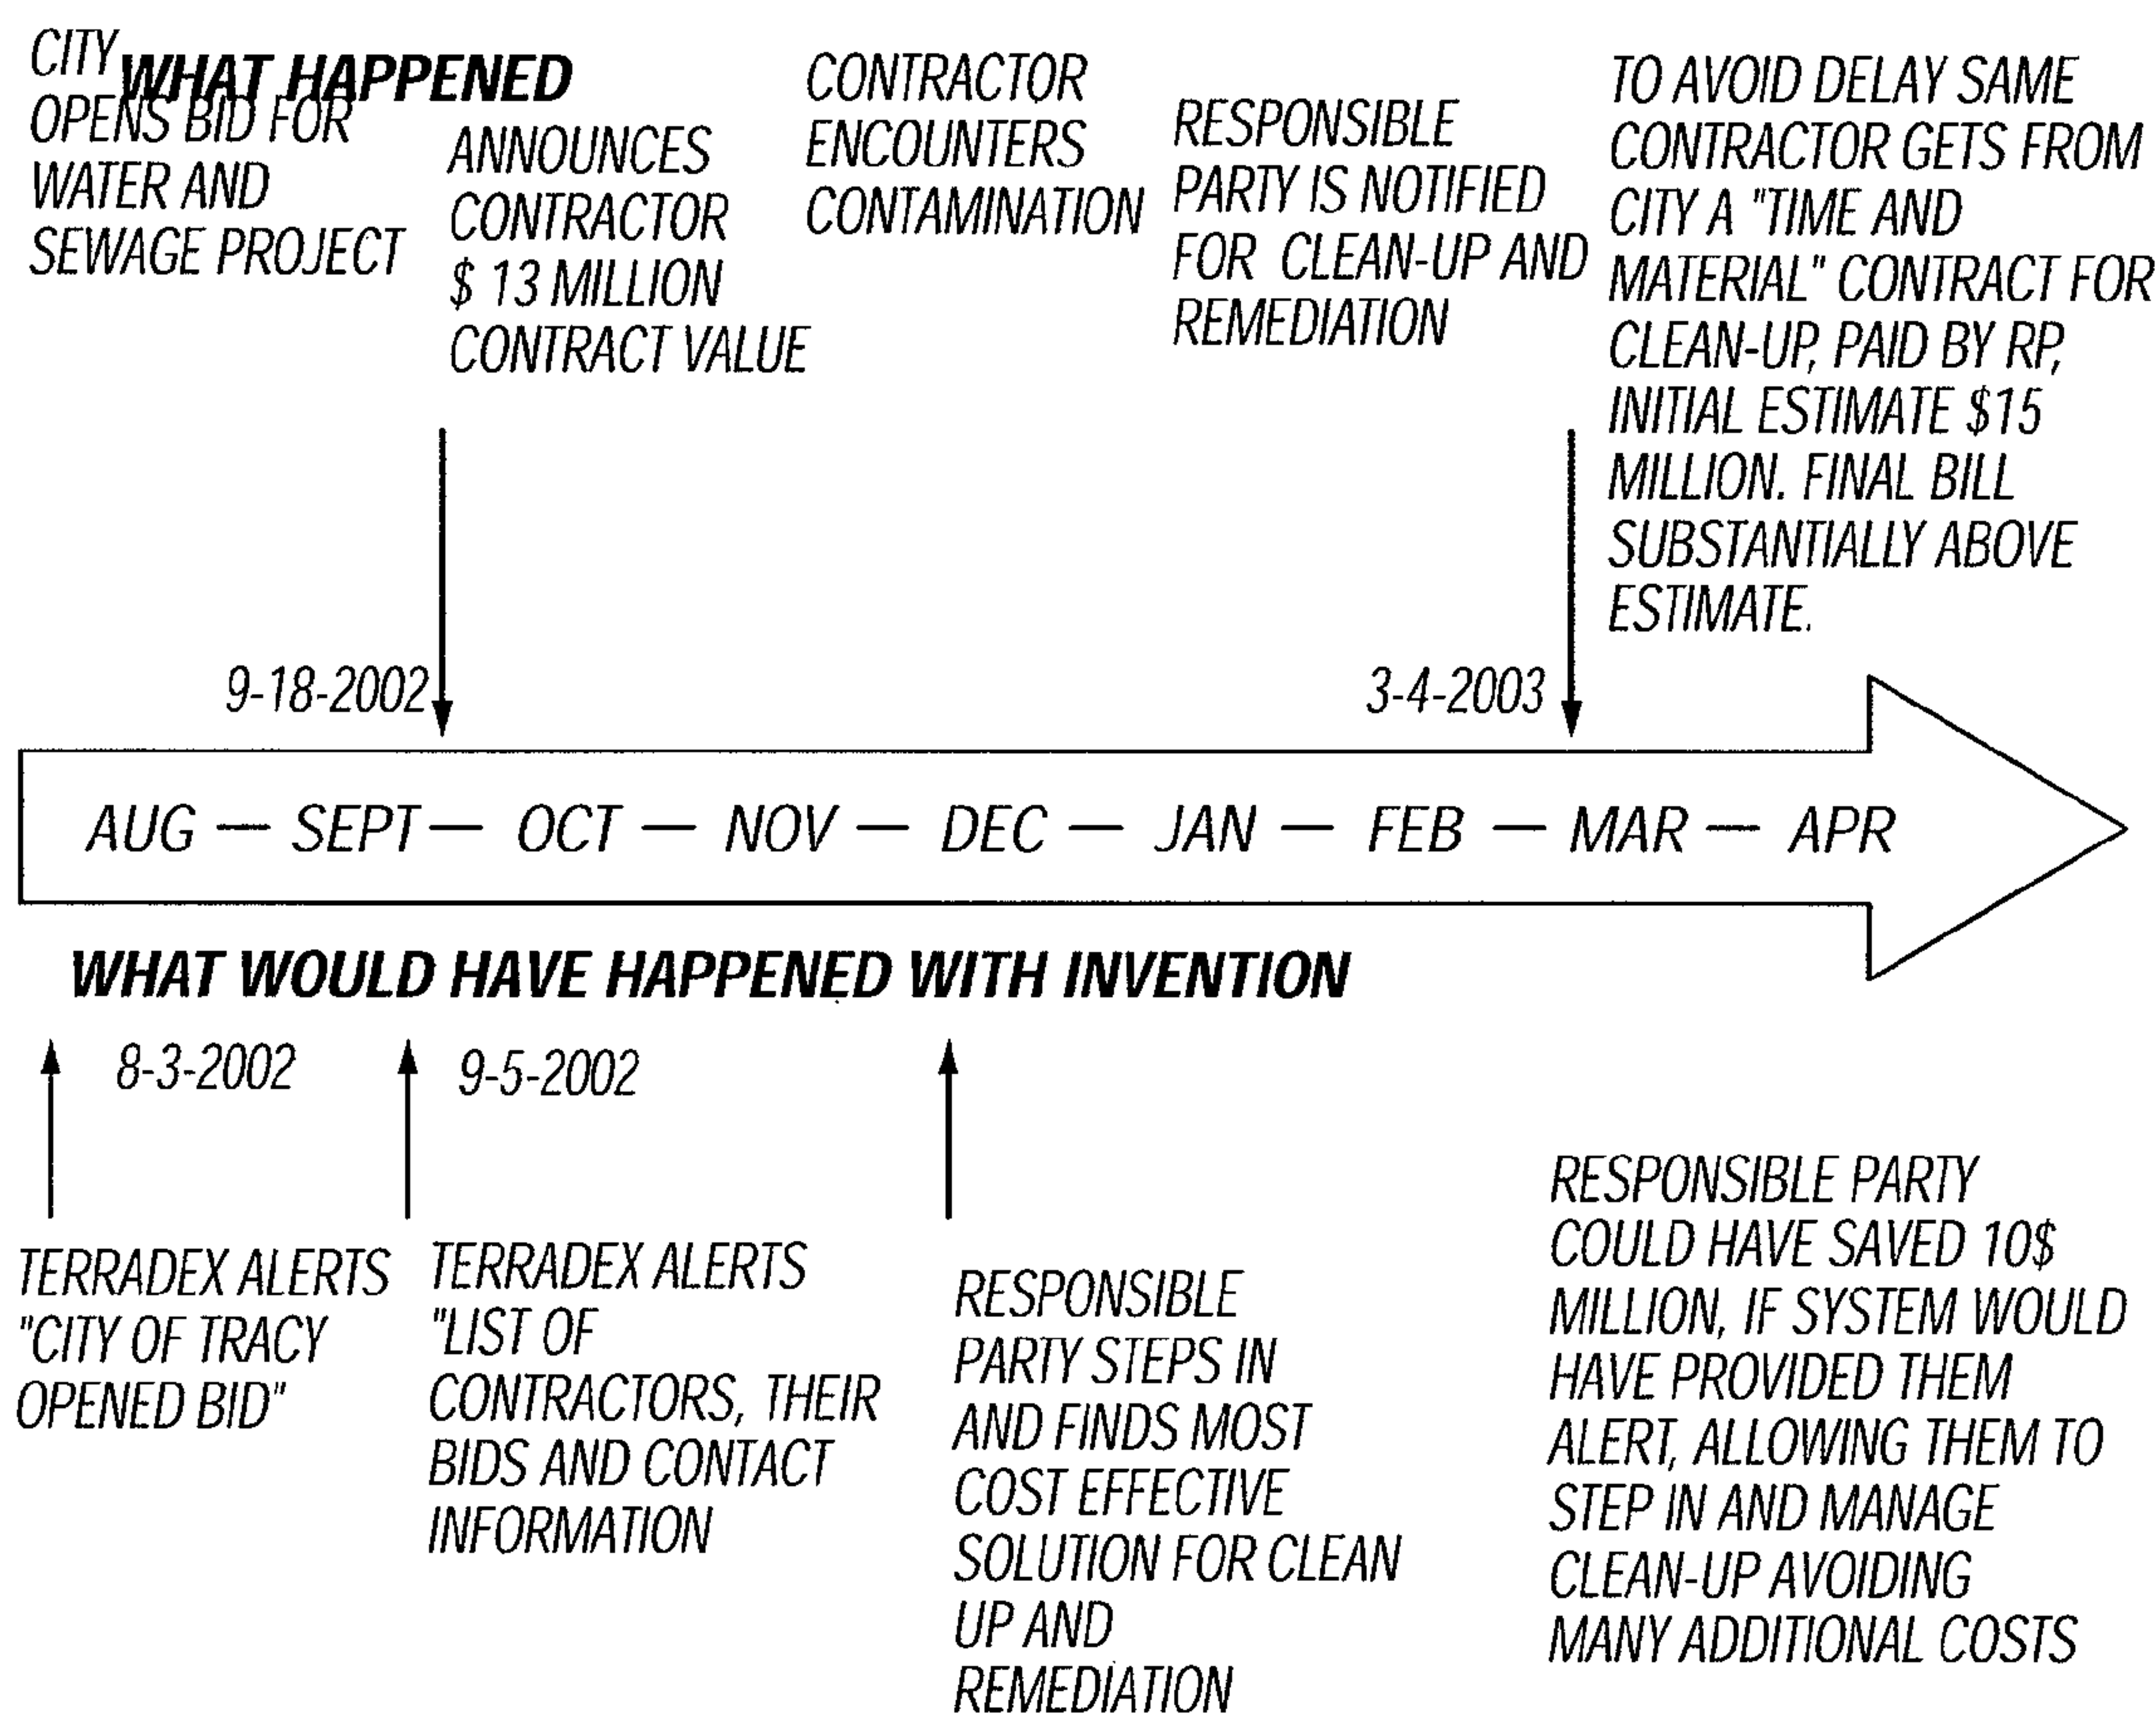 WHAT HAPPENED
CITY
OPENS BID FOR
WATER AND
SEWAGE PROJECT
ANNOUNCES
CONTRACTOR
$ 13 MILLION
CONTRACT VALUE
CONTRACTOR
ENCOUNTERS
CONTAMINATION
RESPONSIBLE
PARTY IS NOTIFIED
FOR CLEAN-UP AND
REMEDIATION
TO AVOID DELAY SAME
CONTRACTOR GETS FROM
CITY A "TIME AND
MATERIAL" CONTRACT FOR
CLEAN-UP, PAID BY RP,
INITIAL ESTIMATE $15
MILLION. FINAL BILL
SUBSTANTIALLY ABOVE
ESTIMATE.
9-18-2002
3-4-2003
AUG — SEPT — OCT — NOV — DEC — JAN — FEB — MAR — APR
WHAT WOULD HAVE HAPPENED WITH INVENTION
8-3-2002
9-5-2002
TERRADEX ALERTS
"CITY OF TRACY
OPENED BID"
TERRADEX ALERTS
"LIST OF
CONTRACTORS, THEIR
BIDS AND CONTACT
INFORMATION
RESPONSIBLE
PARTY STEPS IN
AND FINDS MOST
COST EFFECTIVE
SOLUTION FOR CLEAN
UP AND
REMEDIATION
RESPONSIBLE PARTY
COULD HAVE SAVED 10$
MILLION, IF SYSTEM WOULD
HAVE PROVIDED THEM
ALERT, ALLOWING THEM TO
STEP IN AND MANAGE
CLEAN-UP AVOIDING
MANY ADDITIONAL COSTS